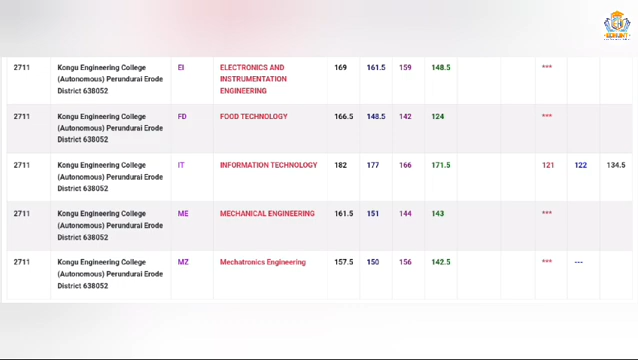 2711 Kongu Engineering College EI ELECTRONICS AND 169 161.5 159 148.5 ***
(Autonomous) Perundurai Erode INSTRUMENTATION
District 638052 ENGINEERING
2711 Kongu Engineering College FD FOOD TECHNOLOGY 166.5 148.5 142 124 ***
(Autonomous) Perundurai Erode
District 638052
2711 Kongu Engineering College IT INFORMATION TECHNOLOGY 182 177 166 171.5 121 122 134.5
(Autonomous) Perundurai Erode
District 638052
2711 Kongu Engineering College ME MECHANICAL ENGINEERING 161.5 151 144 143 ***
(Autonomous) Perundurai Erode
District 638052
2711 Kongu Engineering College MZ Mechatronics Engineering 157.5 150 156 142.5 *** ---
(Autonomous) Perundurai Erode
District 638052